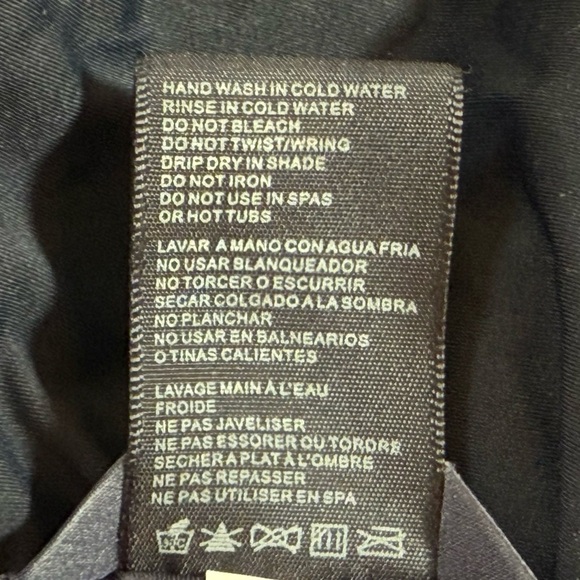 HAND WASH IN COLD WATER
RINSE IN COLD WATER
DO NOT BLEACH
DO NOT TWIST/WRING
DRIP DRY IN SHADE
DO NOT IRON
DO NOT USE IN SPAS
OR HOT TUBS
LAVAR A MANO CON AGUA FRIA
NO USAR BLANQUEADOR
NO TORCER O ESCURRIR
SECAR COLGADO A LA SOMBRA
NO PLANCHAR
NO USAR EN BALNEARIOS
O TINAS CALIENTES
LAVAGE MAIN À L'EAU
FROIDE
NE PAS JAVELISER
NE PAS ESSORER OU TORDRE
SECHER A PLAT À L'OMBRE
NE PAS REPASSER
NE PAS UTILISER EN SPA